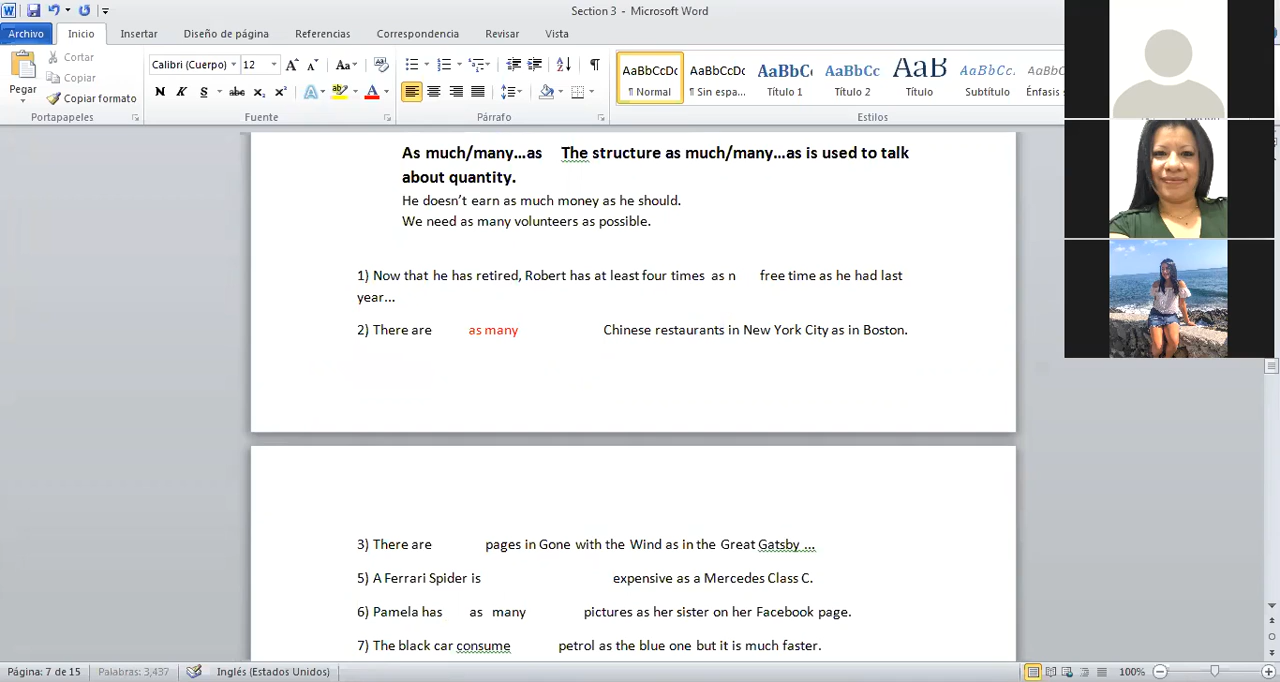 Section 3 - Microsoft Word
Archivo Inicio Insertar Diseño de página Referencias Correspondencia Revisar Vista
Pegar
Cortar
Copiar
Copiar formato
Calibri (Cuerpo) 12
AaBbCcDc AaBbCcDc AaBbC AaBbCc AaB AaBbCc AaBbC
¶ Normal ¶ Sin espa... Título 1 Título 2 Título Subtítulo Énfasis
Portapapeles Fuente Párrafo Estilos
As much/many…as The structure as much/many…as is used to talk
about quantity.
He doesn’t earn as much money as he should.
We need as many volunteers as possible.
1) Now that he has retired, Robert has at least four times as n free time as he had last
year...
2) There are as many Chinese restaurants in New York City as in Boston.
3) There are pages in Gone with the Wind as in the Great Gatsby ...
5) A Ferrari Spider is expensive as a Mercedes Class C.
6) Pamela has as many pictures as her sister on her Facebook page.
7) The black car consume petrol as the blue one but it is much faster.
Página: 7 de 15 Palabras: 3,437 Inglés (Estados Unidos) 100%